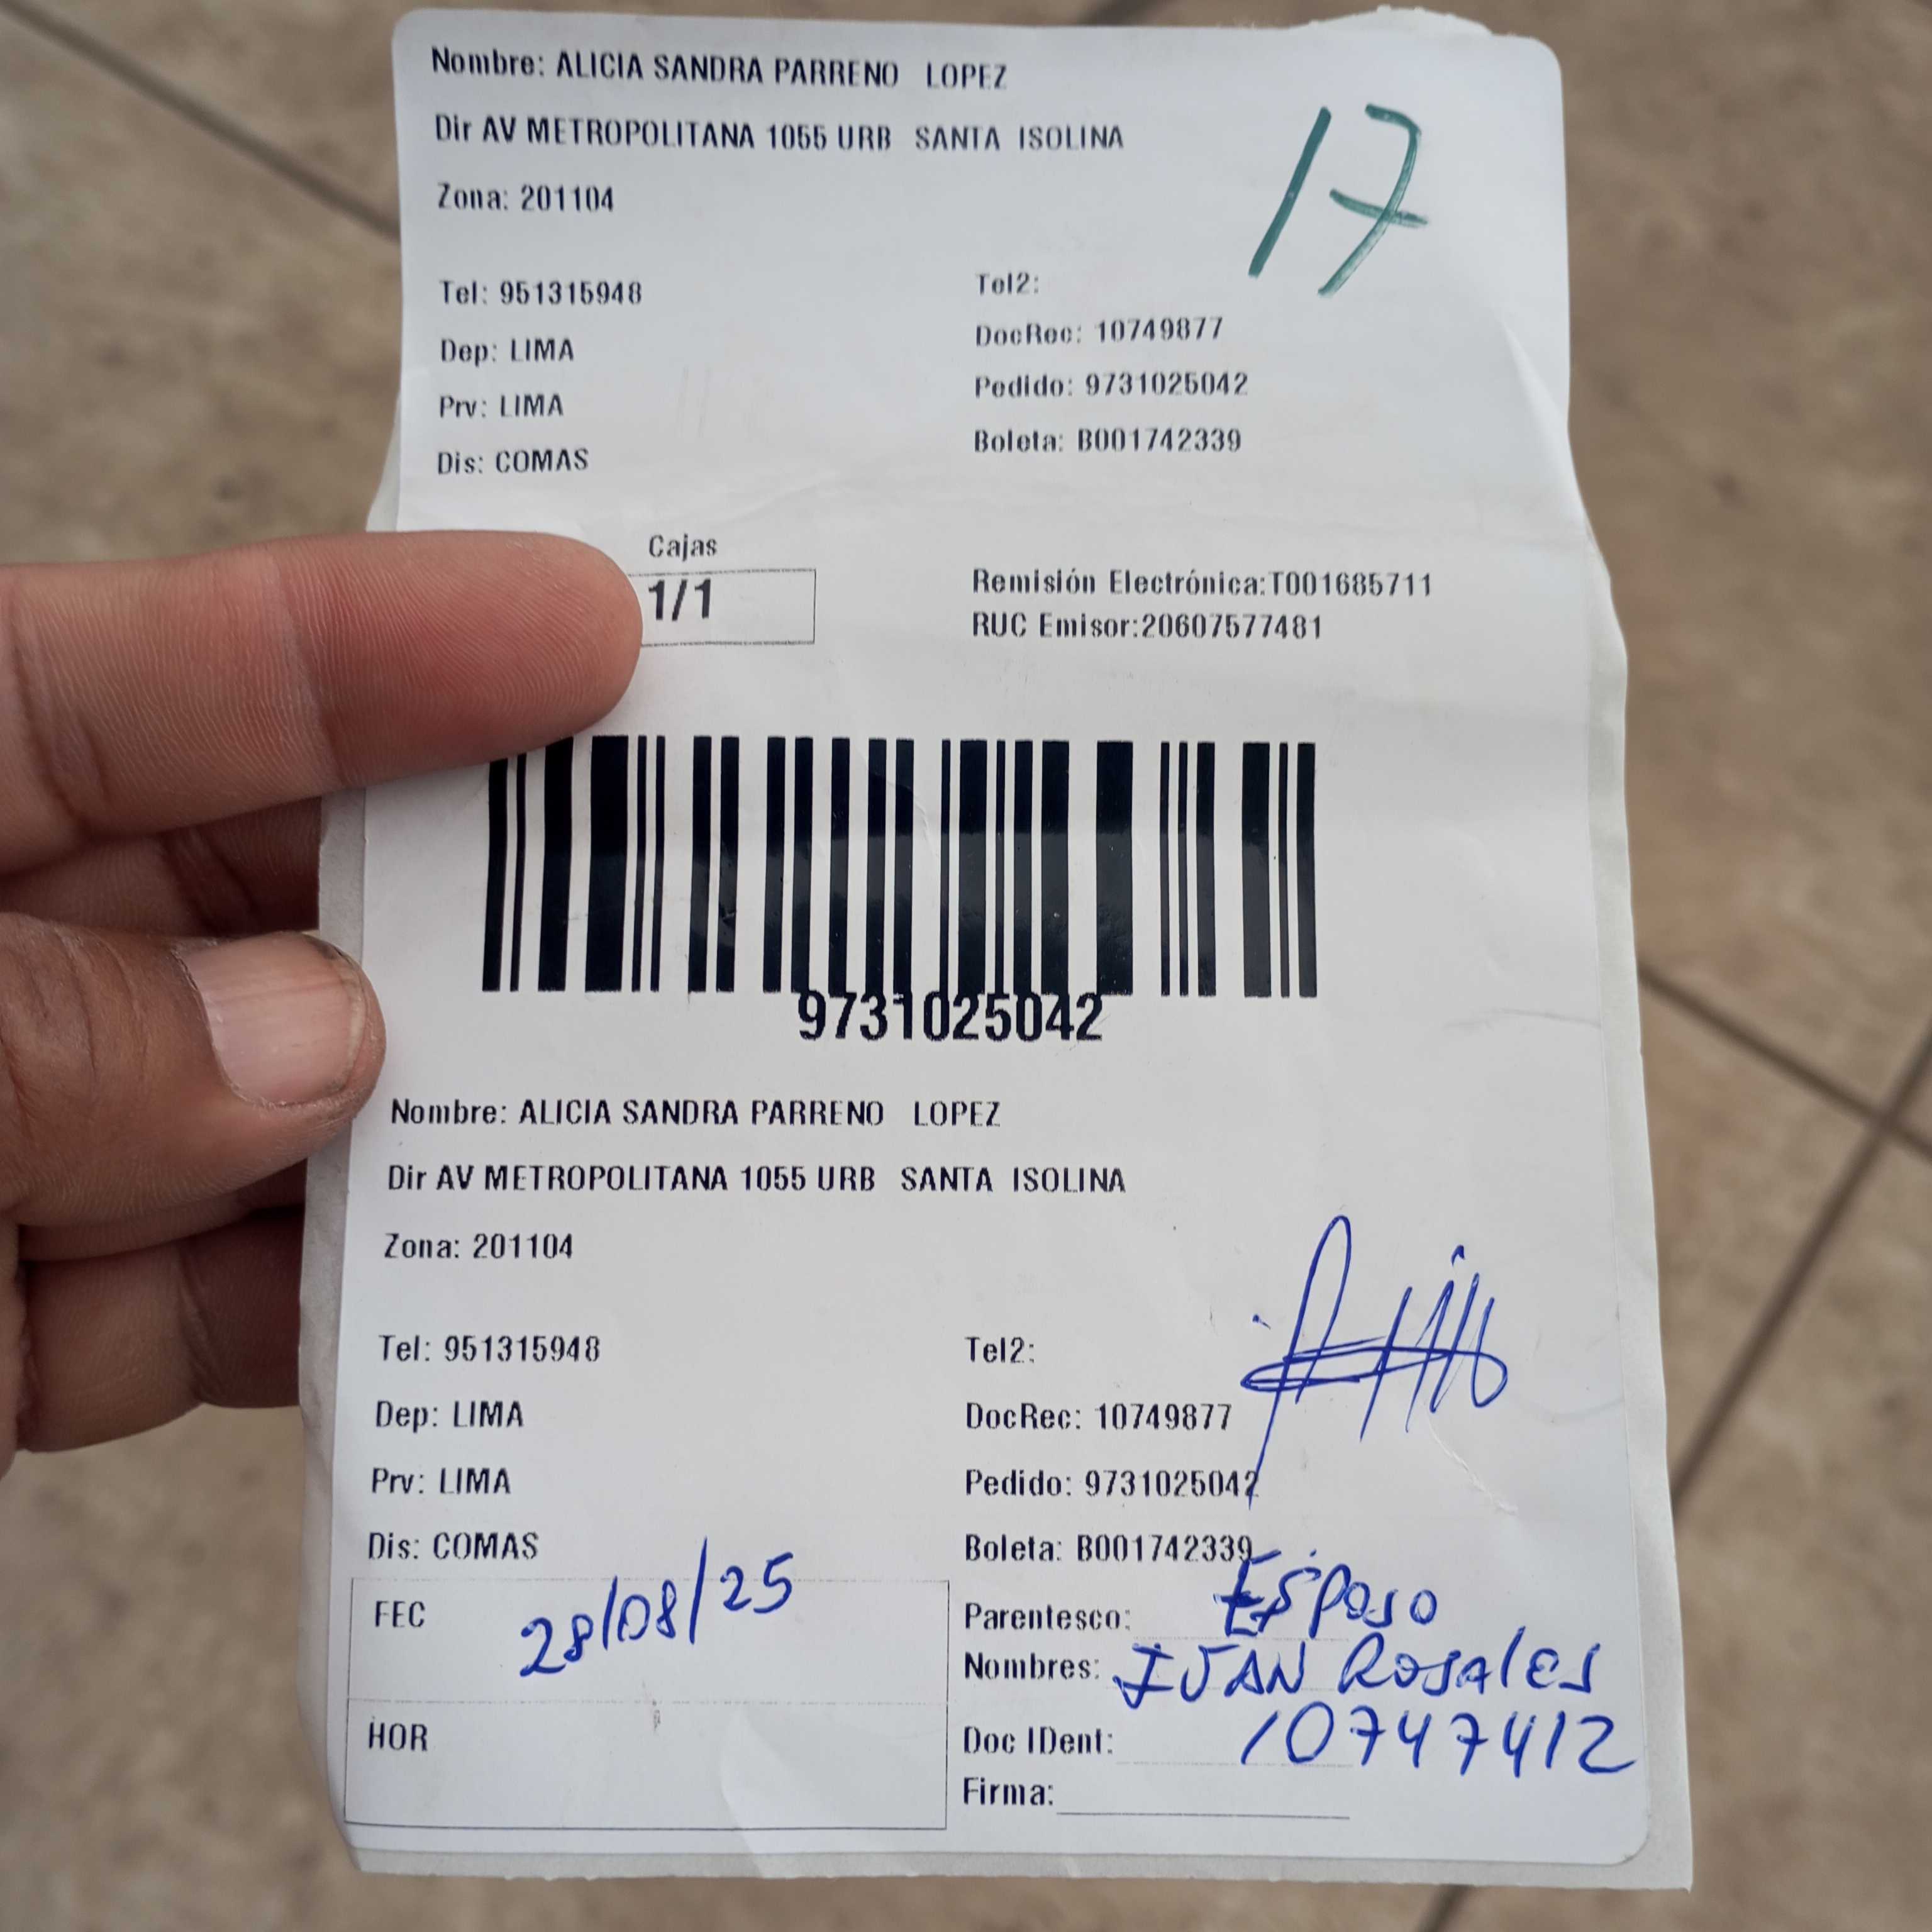 Nombre: ALICIA SANDRA PARRENO LOPEZ
17
Dir AV METROPOLITANA 1055 URB SANTA ISOLINA
Zona: 201104
Tel: 951315948
Tel2:
Dep: LIMA
DocRec: 10749877
Prv: LIMA
Pedido: 9731025042
Dis: COMAS
Boleta: B001742339
Cajas
1/1
Remisión Electrónica:T001685711
RUC Emisor:20607577481
9731025042
Nombre: ALICIA SANDRA PARRENO LOPEZ
Dir AV METROPOLITANA 1055 URB SANTA ISOLINA
Zona: 201104
Tel: 951315948
Tel2:
Dep: LIMA
DocRec: 10749877
Prv: LIMA
Pedido: 9731025042
Dis: COMAS
Boleta: B001742339
FEC 28/08/25
Parentesco: Esposo
Nombres: IVAN Rosales
HOR
Doc IDent: 10747412
Firma: